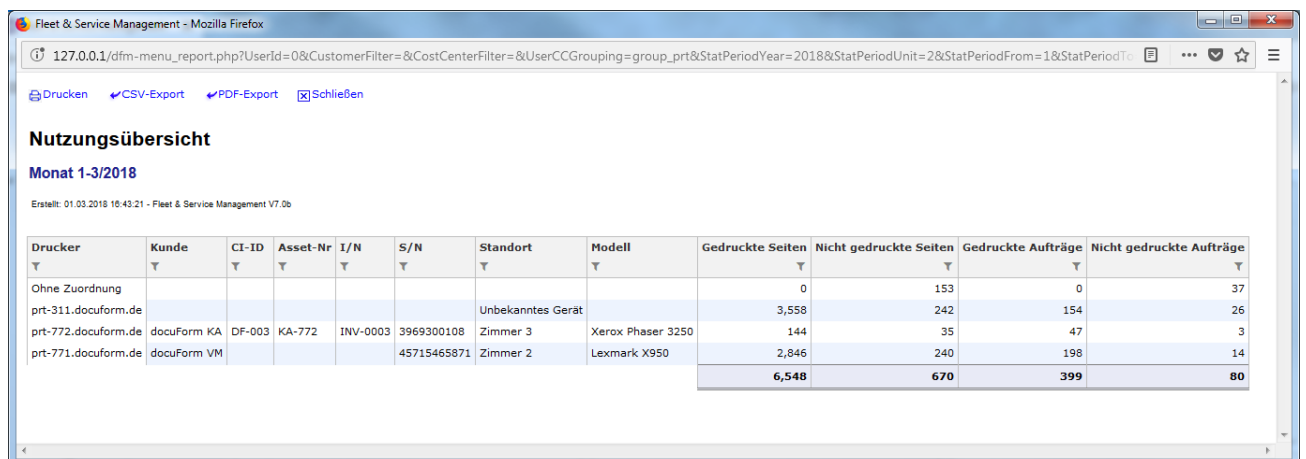 Fleet & Service Management - Mozilla Firefox
127.0.0.1/dfm-menu_report.php?UserId=0&CustomerFilter=&CostCenterFilter=&UserCCGrouping=group_prt&StatPeriodYear=2018&StatPeriodUnit=2&StatPeriodFrom=1&StatPeriodTo
Drucken CSV-Export PDF-Export Schließen
Nutzungsübersicht
Monat 1-3/2018
Erstellt: 01.03.2018 16:43:21 - Fleet & Service Management V7.0b
Drucker Kunde CI-ID Asset-Nr I/N S/N Standort Modell Gedruckte Seiten Nicht gedruckte Seiten Gedruckte Aufträge Nicht gedruckte Aufträge
Ohne Zuordnung 0 153 0 37
prt-311.docuform.de Unbekanntes Gerät 3,558 242 154 26
prt-772.docuform.de docuForm KA DF-003 KA-772 INV-0003 3969300108 Zimmer 3 Xerox Phaser 3250 144 35 47 3
prt-771.docuform.de docuForm VM 45715465871 Zimmer 2 Lexmark X950 2,846 240 198 14
6,548 670 399 80